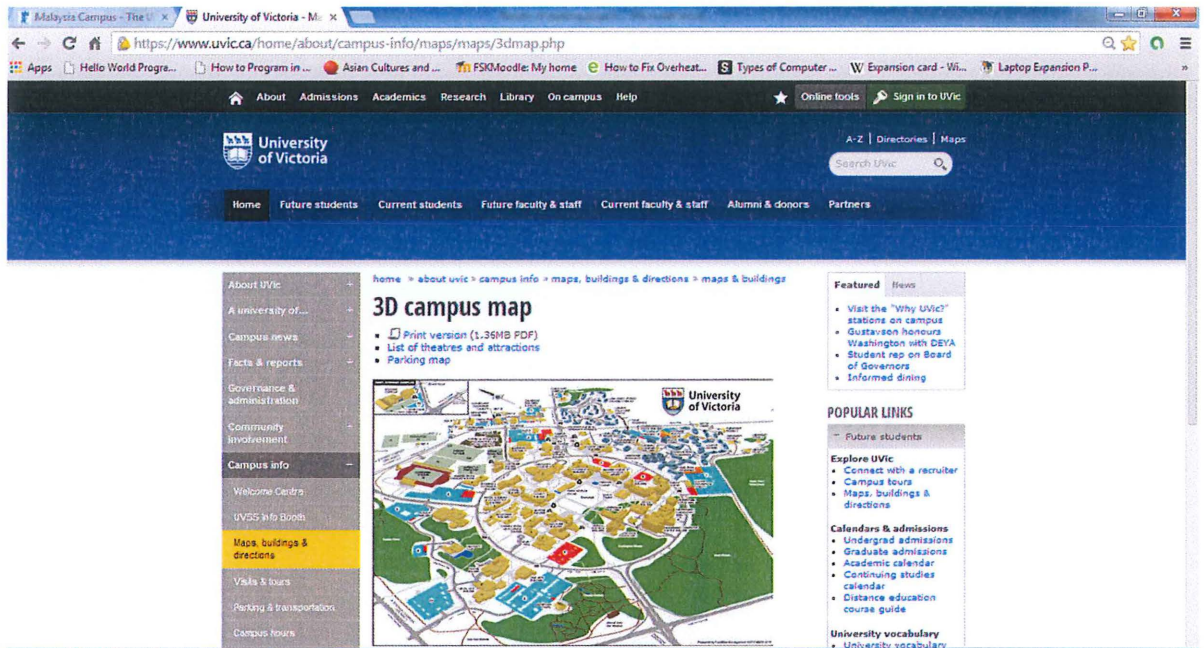 Malaysia Campus - The U
University of Victoria - Ma
https://www.uvic.ca/home/about/campus-info/maps/maps/3dmap.php
Apps
Hello World Progra...
How to Program in ...
Asian Cultures and ...
FSKMoodle: My home
How to Fix Overheat...
Types of Computer ...
Expansion card - Wi...
Laptop Expansion P...
About Admissions Academics Research Library On campus Help
Online tools
Sign in to UVic
University
of Victoria
A-Z | Directories | Maps
Search UVic
Home
Future students
Current students
Future faculty & staff
Current faculty & staff
Alumni & donors
Partners
About UVic
A university of...
Campus news
Facts & reports
Governance &
administration
Community
involvement
Campus info
Welcome Centre
UVSS Info Booth
Maps, buildings &
directions
Visits & tours
Parking & transportation
Campus hours
home > about uvic > campus info > maps, buildings & directions > maps & buildings
3D campus map
Print version (1.36MB PDF)
List of theatres and attractions
Parking map
University
of Victoria
Featured News
Visit the "Why UVic?"
stations on campus
Gustavson honours
Washington with DEYA
Student rep on Board
of Governors
Informed dining
POPULAR LINKS
Future students
Explore UVic
Connect with a recruiter
Campus tours
Maps, buildings &
directions
Calendars & admissions
Undergrad admissions
Graduate admissions
Academic calendar
Continuing studies
calendar
Distance education
course guide
University vocabulary
University vocabulary